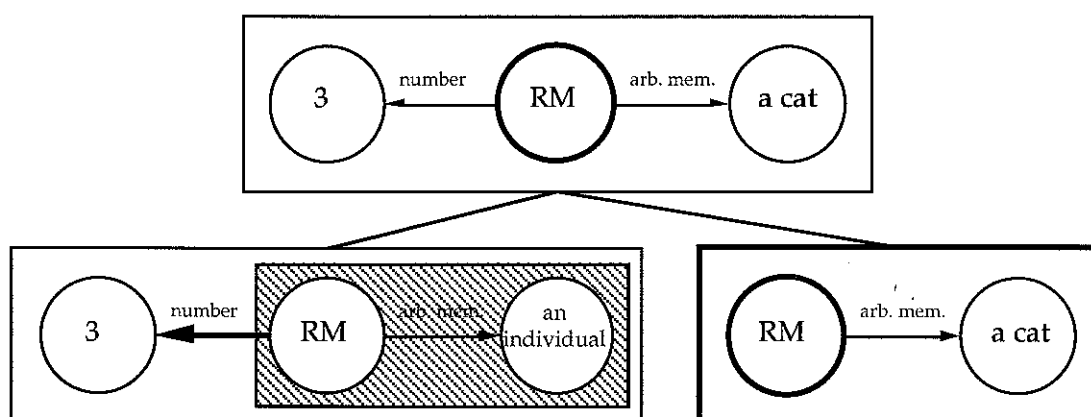 number
arb. mem.
3
RM
a cat
number
arb. mem.
arb. mem.
3
RM
an
individual
RM
a cat